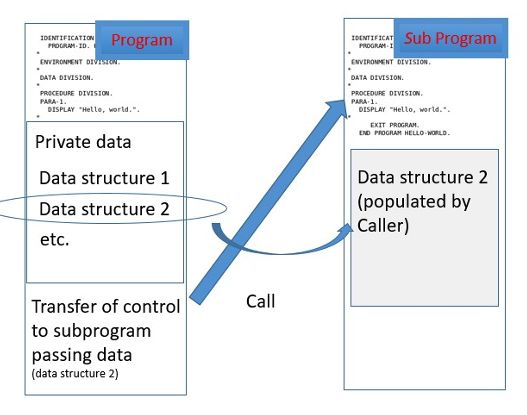 Program
IDENTIFICATION
PROGRAM-ID.
*
ENVIRONMENT DIVISION.
*
DATA DIVISION.
*
PROCEDURE DIVISION.
PARA-1.
DISPLAY "Hello, world.".
*
Private data
Data structure 1
Data structure 2
etc.
Transfer of control
to subprogram
passing data
(data structure 2)
Call
Sub Program
IDENTIFICAT
PROGRAM-I
*
ENVIRONMENT DIVISION.
*
DATA DIVISION.
*
PROCEDURE DIVISION.
PARA-1.
DISPLAY "Hello, world.".
*
EXIT PROGRAM.
END PROGRAM HELLO-WORLD.
Data structure 2
(populated by
Caller)